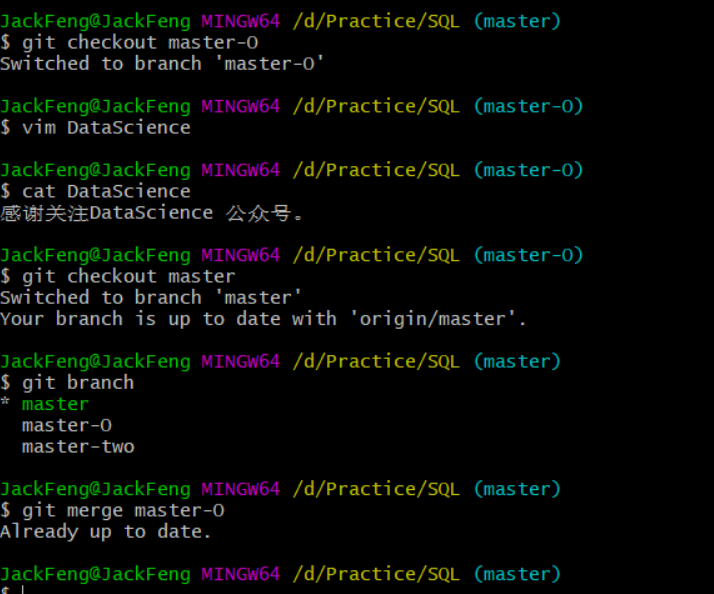 JackFeng@JackFeng MINGW64 /d/Practice/SQL (master)
$ git checkout master-O
Switched to branch 'master-O'
JackFeng@JackFeng MINGW64 /d/Practice/SQL (master-O)
$ vim DataScience
JackFeng@JackFeng MINGW64 /d/Practice/SQL (master-O)
$ cat DataScience
感谢关注DataScience 公众号。
JackFeng@JackFeng MINGW64 /d/Practice/SQL (master-O)
$ git checkout master
Switched to branch 'master'
Your branch is up to date with 'origin/master'.
JackFeng@JackFeng MINGW64 /d/Practice/SQL (master)
$ git branch
* master
master-O
master-two
JackFeng@JackFeng MINGW64 /d/Practice/SQL (master)
$ git merge master-O
Already up to date.
JackFeng@JackFeng MINGW64 /d/Practice/SQL (master)
$